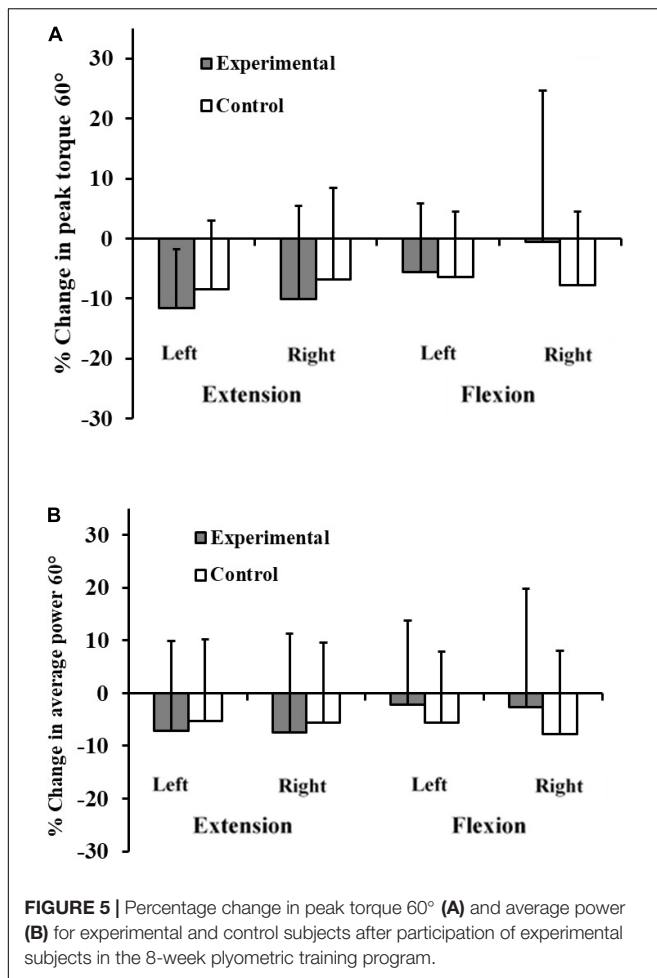 A
30
20
10
0
-10
-20
-30
% Change in peak torque 60°
Experimental
Control
Left Right Left Right
Extension Flexion
B
30
20
10
0
-10
-20
-30
% Change in average power 60°
Experimental
Control
Left Right Left Right
Extension Flexion
FIGURE 5 | Percentage change in peak torque 60° (A) and average power
(B) for experimental and control subjects after participation of experimental
subjects in the 8-week plyometric training program.